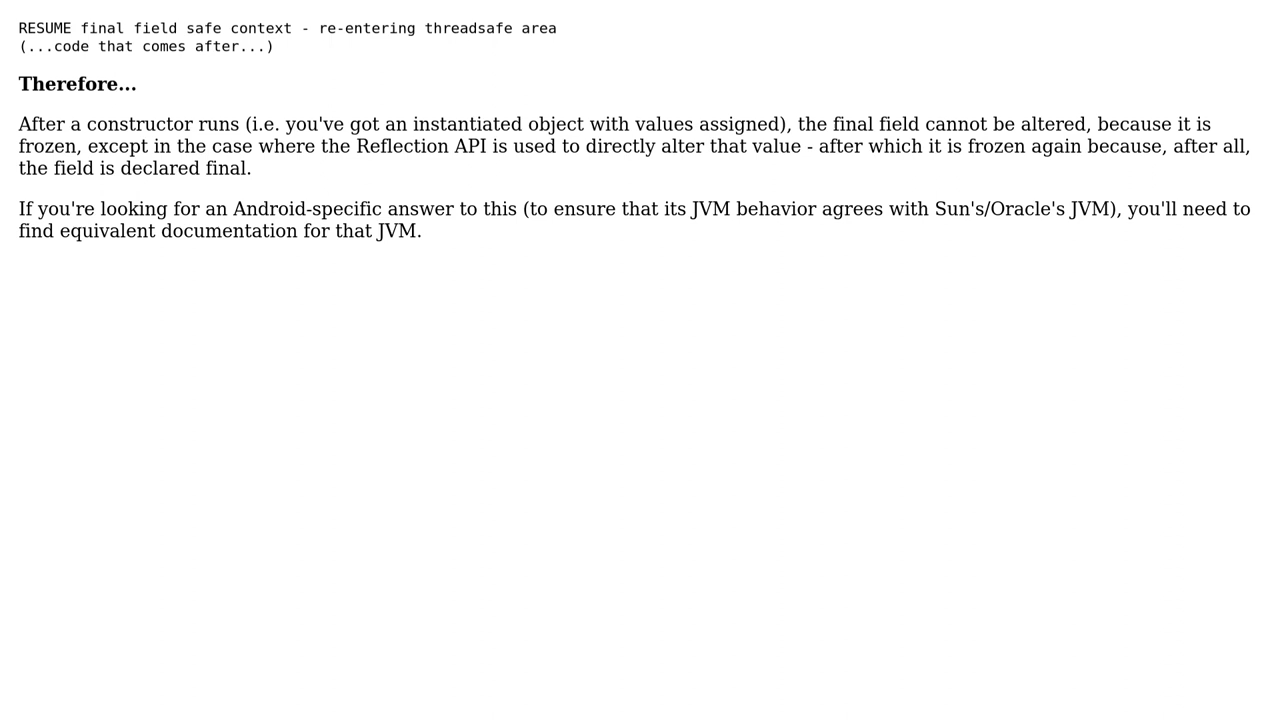 RESUME final field safe context - re-entering threadsafe area
(...code that comes after...)
Therefore...
After a constructor runs (i.e. you've got an instantiated object with values assigned), the final field cannot be altered, because it is
frozen, except in the case where the Reflection API is used to directly alter that value - after which it is frozen again because, after all,
the field is declared final.
If you're looking for an Android-specific answer to this (to ensure that its JVM behavior agrees with Sun's/Oracle's JVM), you'll need to
find equivalent documentation for that JVM.